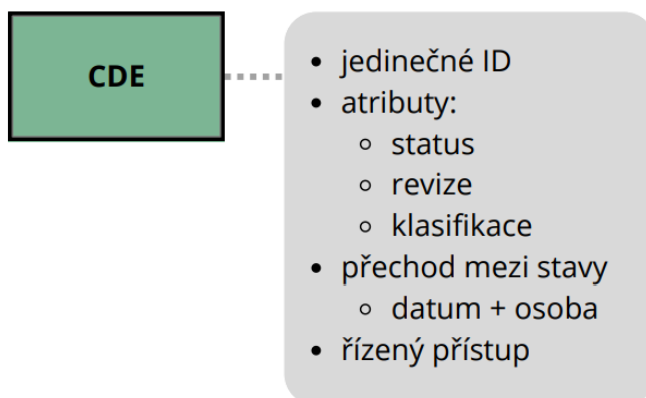 CDE
• jedinečné ID
• atributy:
◦ status
◦ revize
◦ klasifikace
• přechod mezi stavy
◦ datum + osoba
• řízený přístup